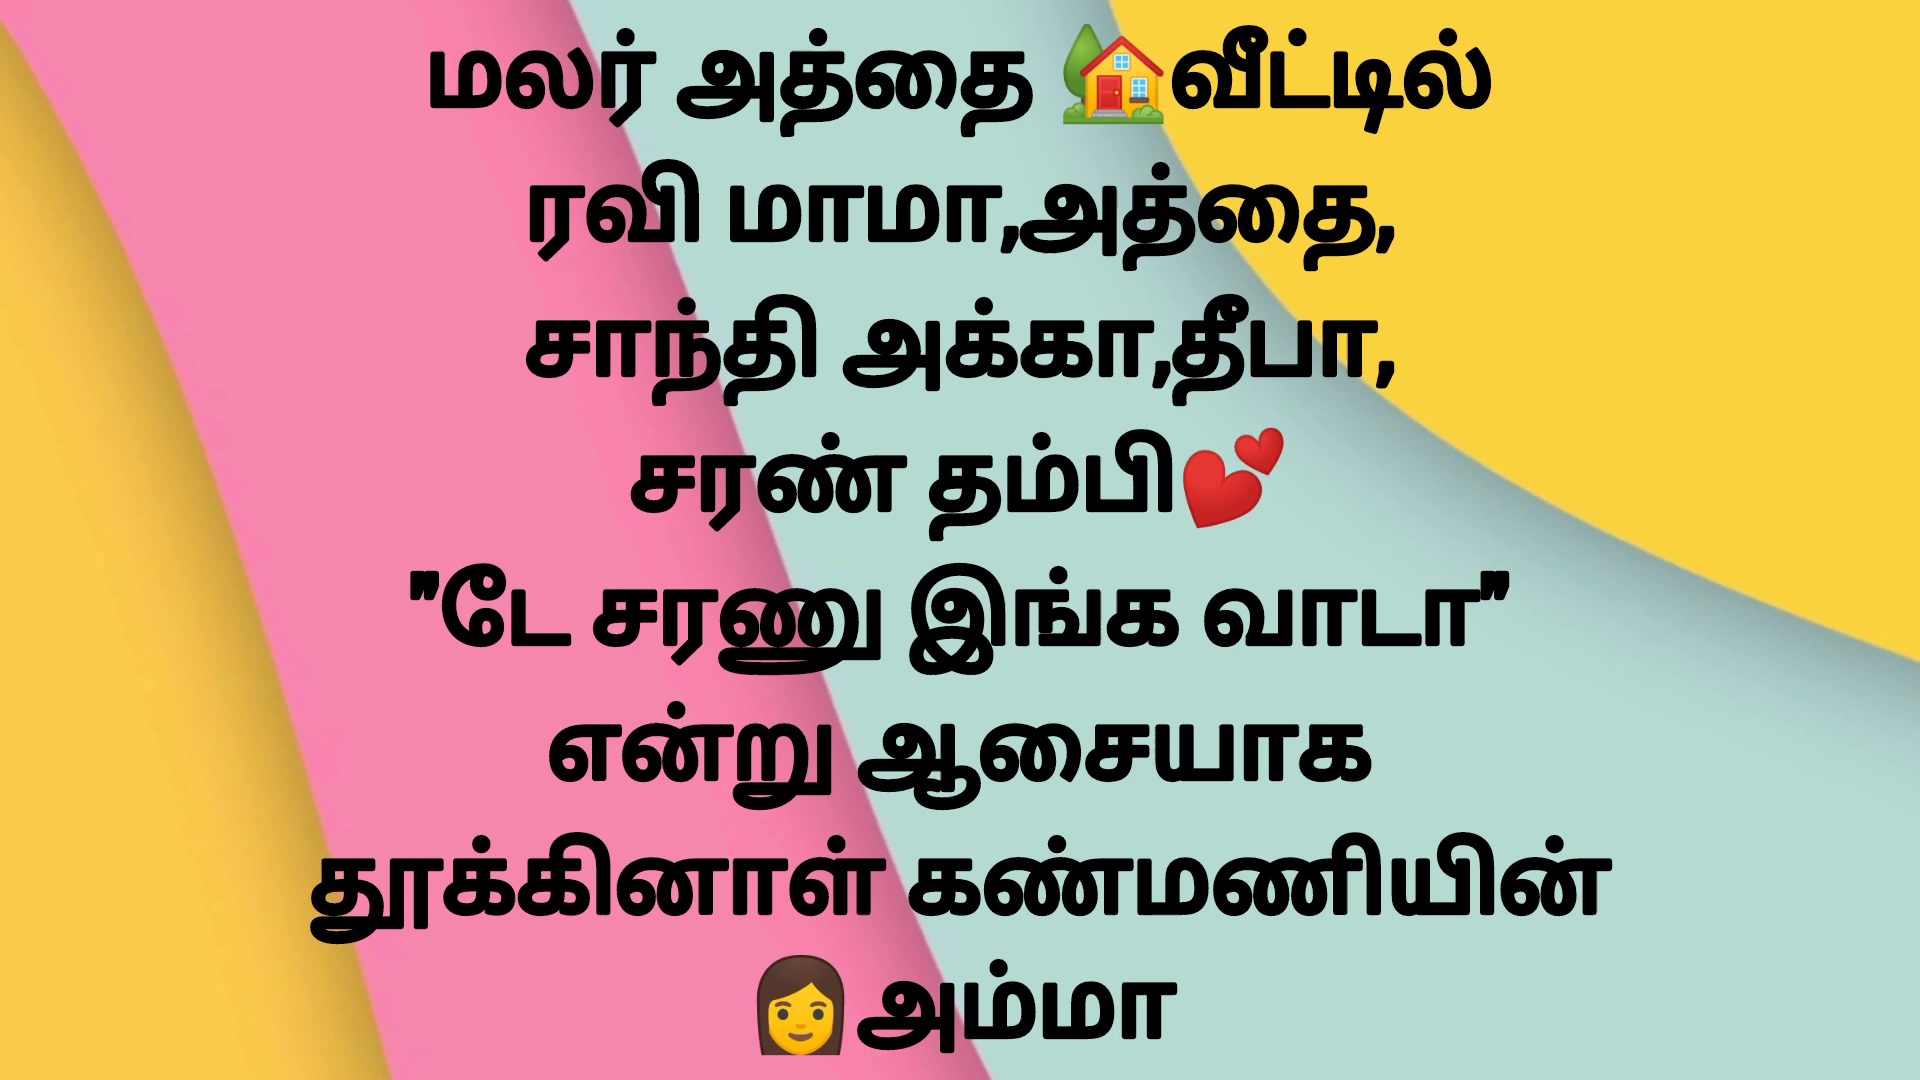 மலர் அத்தை 🏡வீட்டில்
ரவி மாமா,அத்தை,
சாந்தி அக்கா,தீபா,
சரண் தம்பி💕
"டே சரணு இங்க வாடா"
என்று ஆசையாக
தூக்கினாள் கண்மணியின்
👩அம்மா